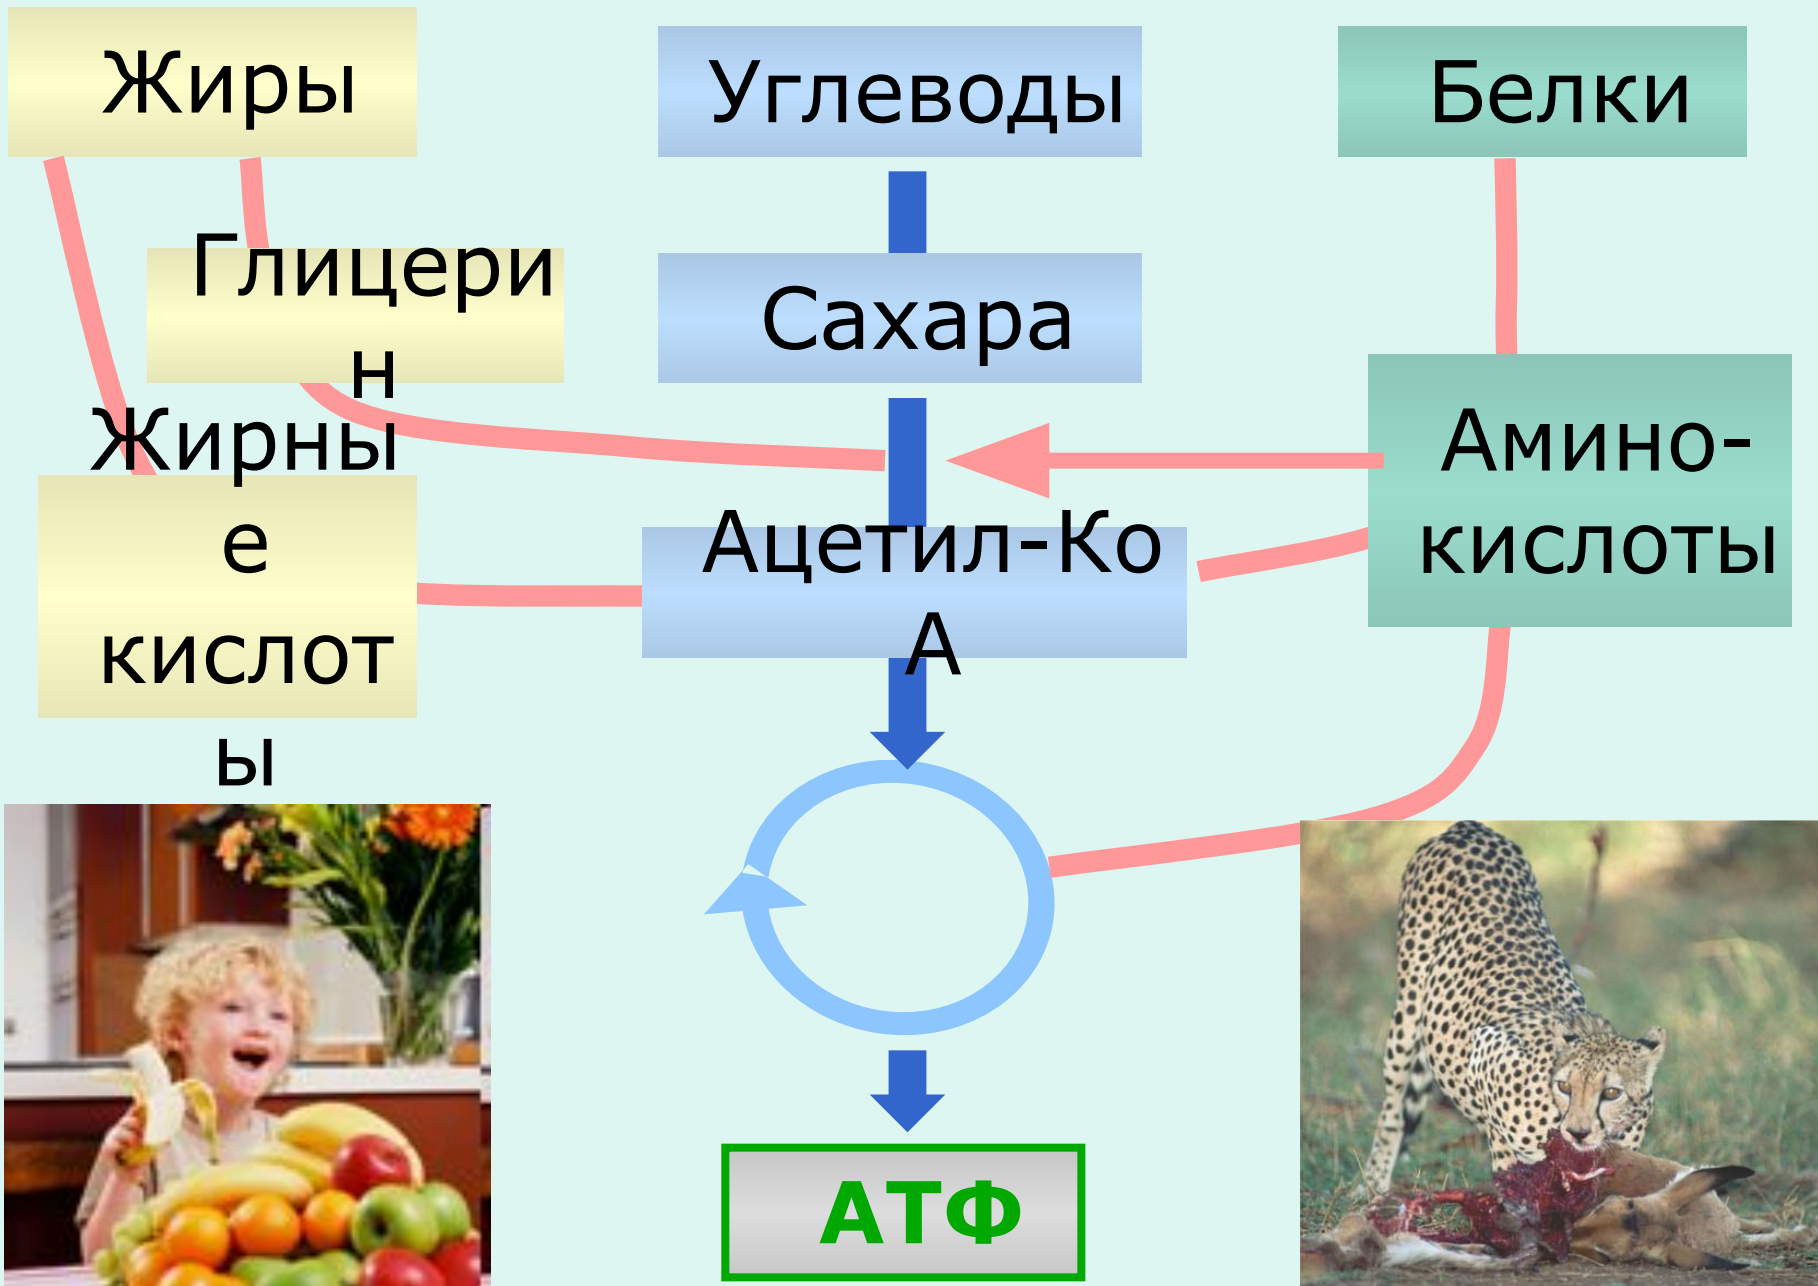 Жиры
Углеводы
Белки
Глицери
н
Сахара
Жирны
е
кислот
ы
Амино-
кислоты
Ацетил-Ко
А
АТФ